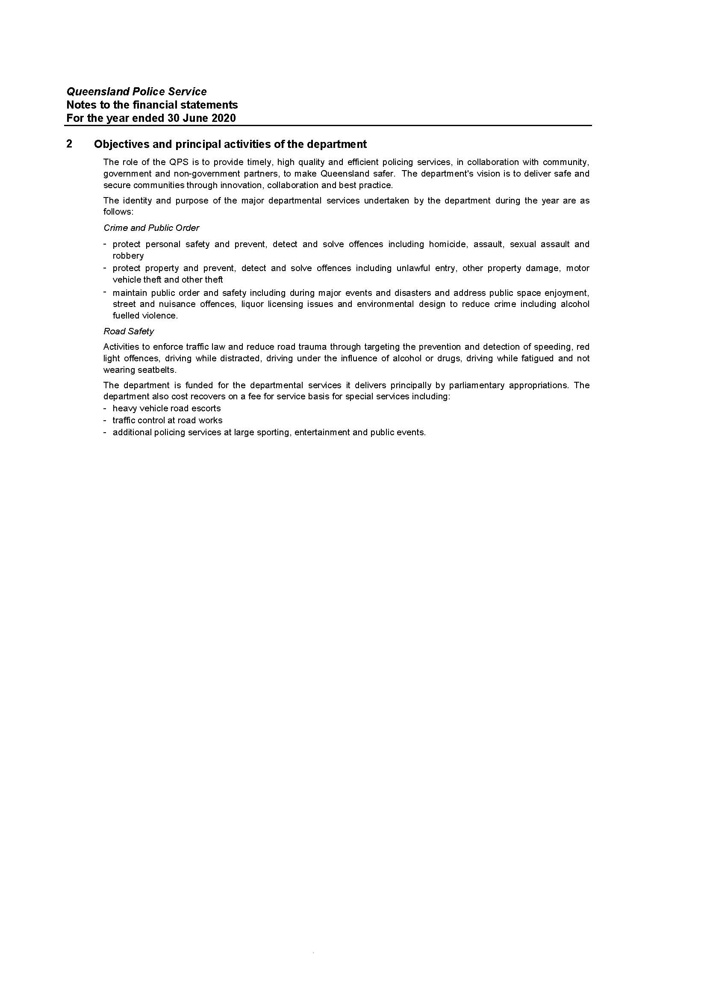 Queensland Police Service
Notes to the financial statements
For the year ended 30 June 2020
2 Objectives and principal activities of the department
The role of the QPS is to provide timely, high quality and efficient policing services, in collaboration with community,
government and non-government partners, to make Queensland safer. The department's vision is to deliver safe and
secure communities through innovation, collaboration and best practice.
The identity and purpose of the major departmental services undertaken by the department during the year are as
follows:
Crime and Public Order
- protect personal safety and prevent, detect and solve offences including homicide, assault, sexual assault and
robbery
- protect property and prevent, detect and solve offences including unlawful entry, other property damage, motor
vehicle theft and other theft
- maintain public order and safety including during major events and disasters and address public space enjoyment,
street and nuisance offences, liquor licensing issues and environmental design to reduce crime including alcohol
fuelled violence.
Road Safety
Activities to enforce traffic law and reduce road trauma through targeting the prevention and detection of speeding, red
light offences, driving while distracted, driving under the influence of alcohol or drugs, driving while fatigued and not
wearing seatbelts.
The department is funded for the departmental services it delivers principally by parliamentary appropriations. The
department also cost recovers on a fee for service basis for special services including:
- heavy vehicle road escorts
- traffic control at road works
- additional policing services at large sporting, entertainment and public events.